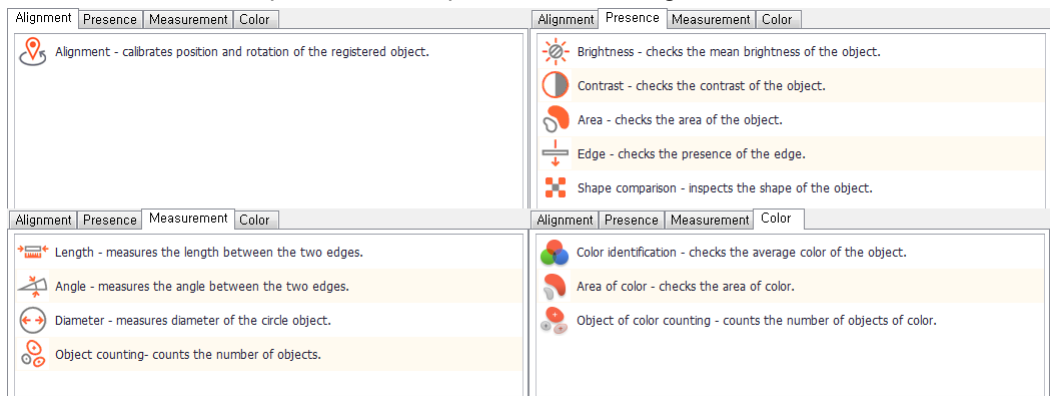 Alignment Presence Measurement Color
Alignment - calibrates position and rotation of the registered object.
Alignment Presence Measurement Color
Brightness - checks the mean brightness of the object.
Contrast - checks the contrast of the object.
Area - checks the area of the object.
Edge - checks the presence of the edge.
Shape comparison - inspects the shape of the object.
Alignment Presence Measurement Color
Length - measures the length between the two edges.
Angle - measures the angle between the two edges.
Diameter - measures diameter of the circle object.
Object counting- counts the number of objects.
Alignment Presence Measurement Color
Color identification - checks the average color of the object.
Area of color - checks the area of color.
Object of color counting - counts the number of objects of color.